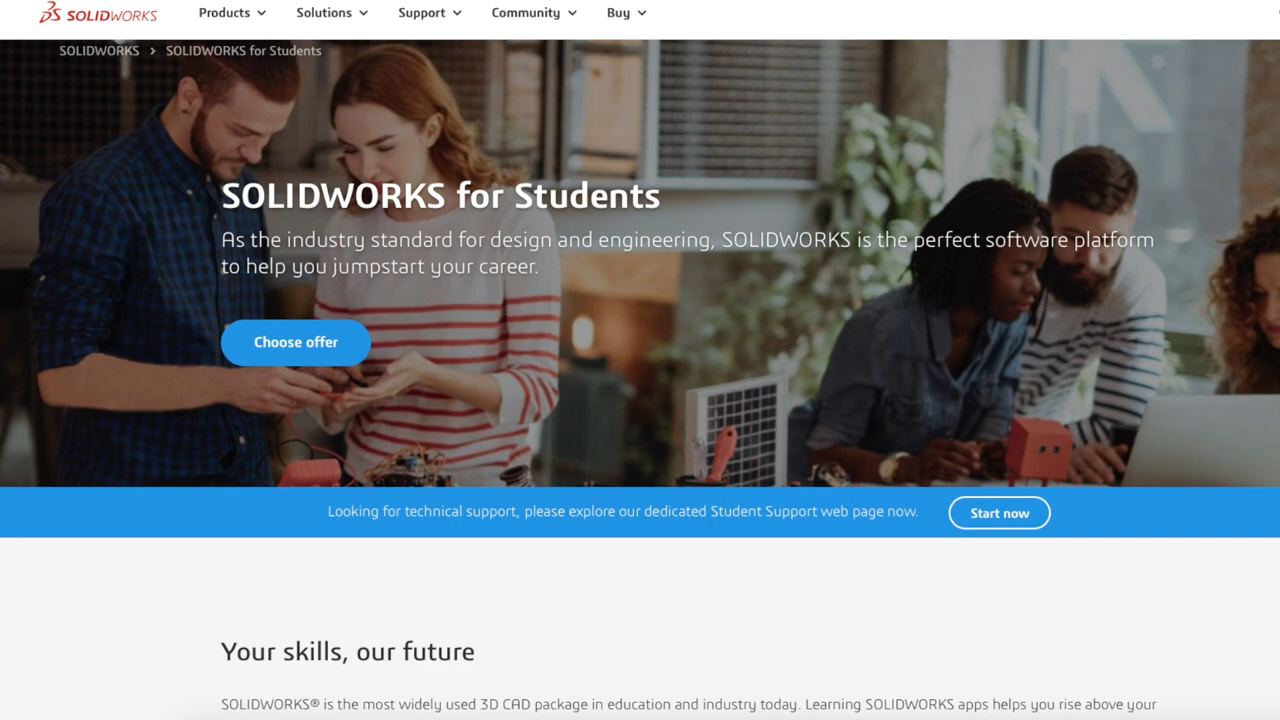 SOLIDWORKS
Products
Solutions
Support
Community
Buy
SOLIDWORKS > SOLIDWORKS for Students
SOLIDWORKS for Students
As the industry standard for design and engineering, SOLIDWORKS is the perfect software platform
to help you jumpstart your career.
Choose offer
Looking for technical support, please explore our dedicated Student Support web page now.
Start now
Your skills, our future
SOLIDWORKS® is the most widely used 3D CAD package in education and industry today. Learning SOLIDWORKS apps helps you rise above your